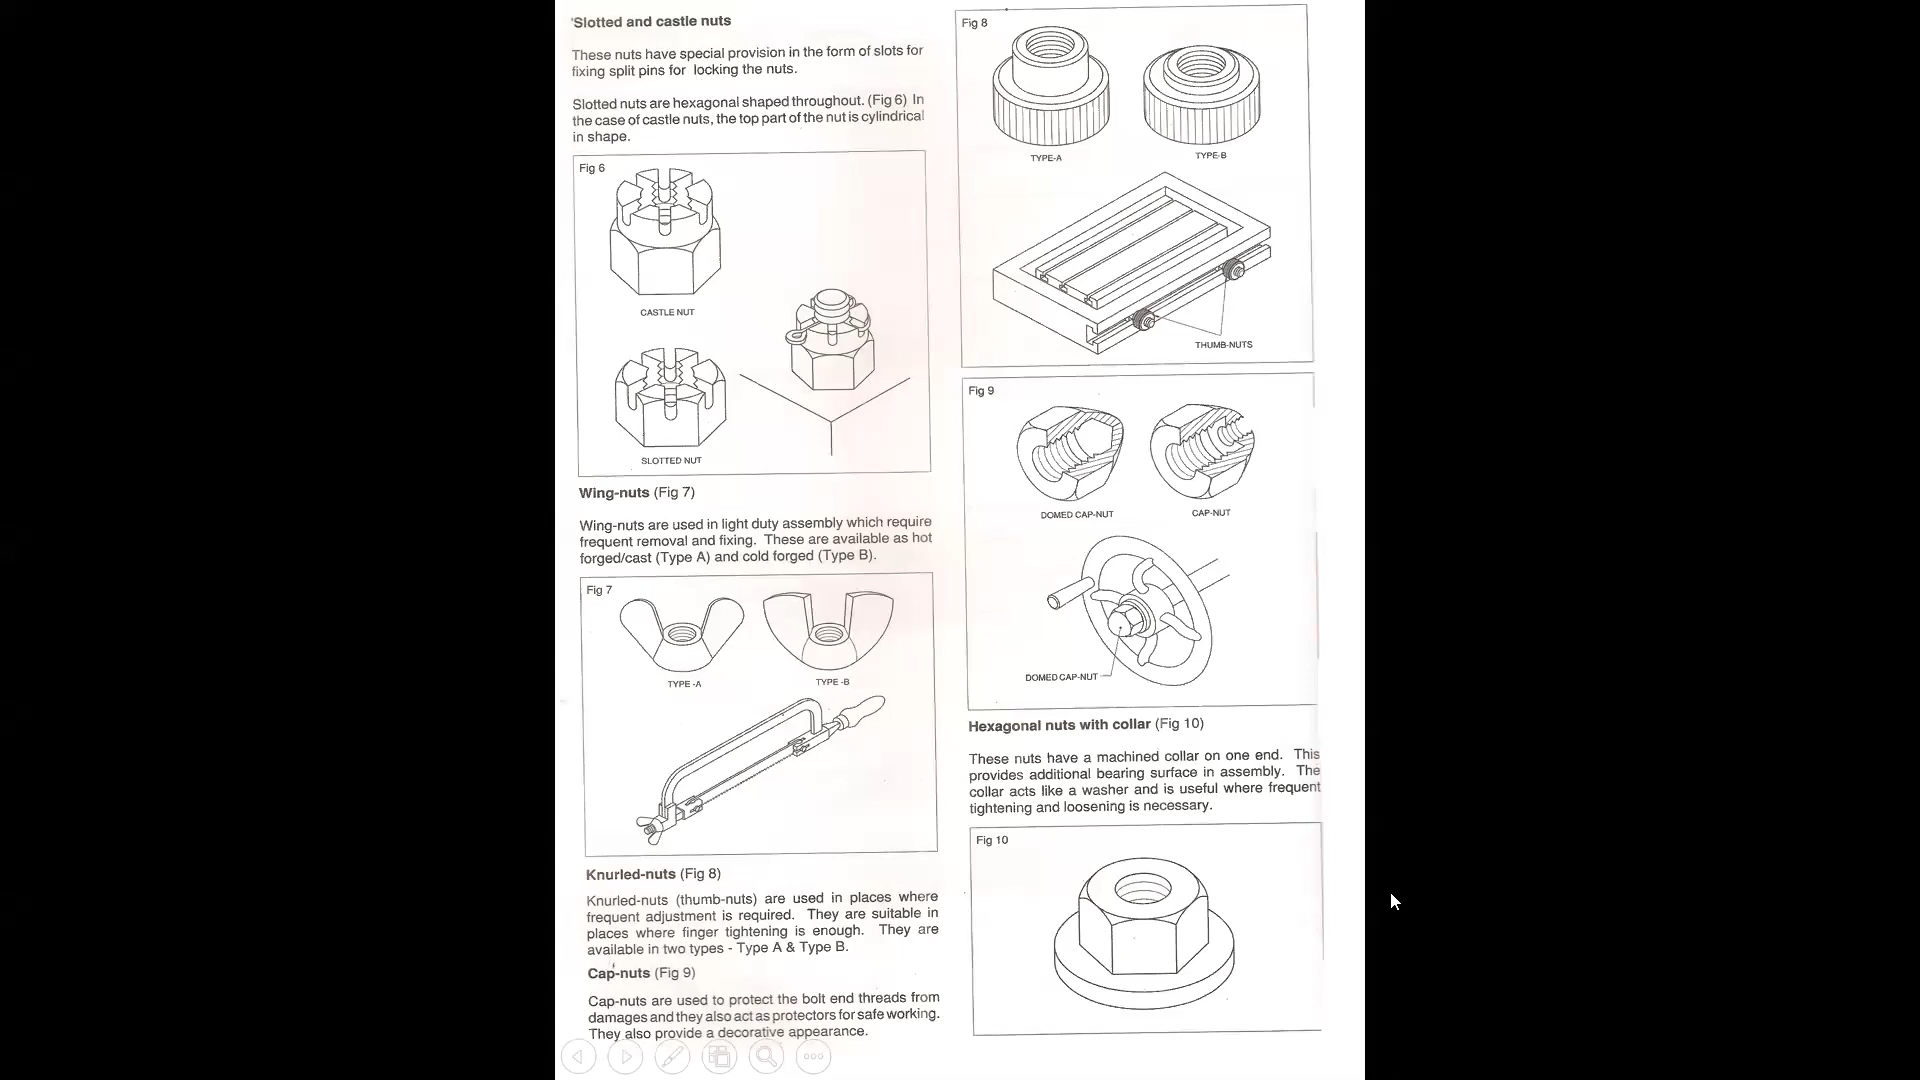 Slotted and castle nuts
These nuts have special provision in the form of slots for
fixing split pins for locking the nuts.
Slotted nuts are hexagonal shaped throughout. (Fig 6) In
the case of castle nuts, the top part of the nut is cylindrical
in shape.
Fig 6
CASTLE NUT
SLOTTED NUT
Wing-nuts (Fig 7)
Wing-nuts are used in light duty assembly which require
frequent removal and fixing. These are available as hot
forged/cast (Type A) and cold forged (Type B).
Fig 7
TYPE -A
TYPE -B
Knurled-nuts (Fig 8)
Knurled-nuts (thumb-nuts) are used in places where
frequent adjustment is required. They are suitable in
places where finger tightening is enough. They are
available in two types - Type A & Type B.
Cap-nuts (Fig 9)
Cap-nuts are used to protect the bolt end threads from
damages and they also act as protectors for safe working.
They also provide a decorative appearance.
Fig 8
TYPE-A
TYPE-B
THUMB-NUTS
Fig 9
DOMED CAP-NUT
CAP-NUT
DOMED CAP-NUT
Hexagonal nuts with collar (Fig 10)
These nuts have a machined collar on one end. This
provides additional bearing surface in assembly. The
collar acts like a washer and is useful where frequent
tightening and loosening is necessary.
Fig 10